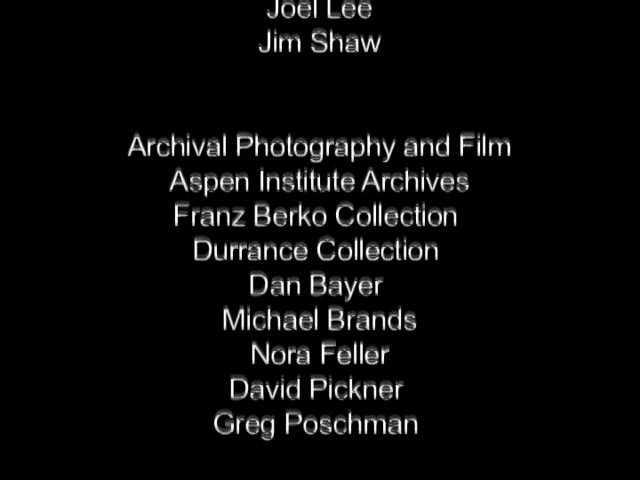 Joel Lee
Jim Shaw
Archival Photography and Film
Aspen Institute Archives
Franz Berko Collection
Durrance Collection
Dan Bayer
Michael Brands
Nora Feller
David Pickner
Greg Poschman